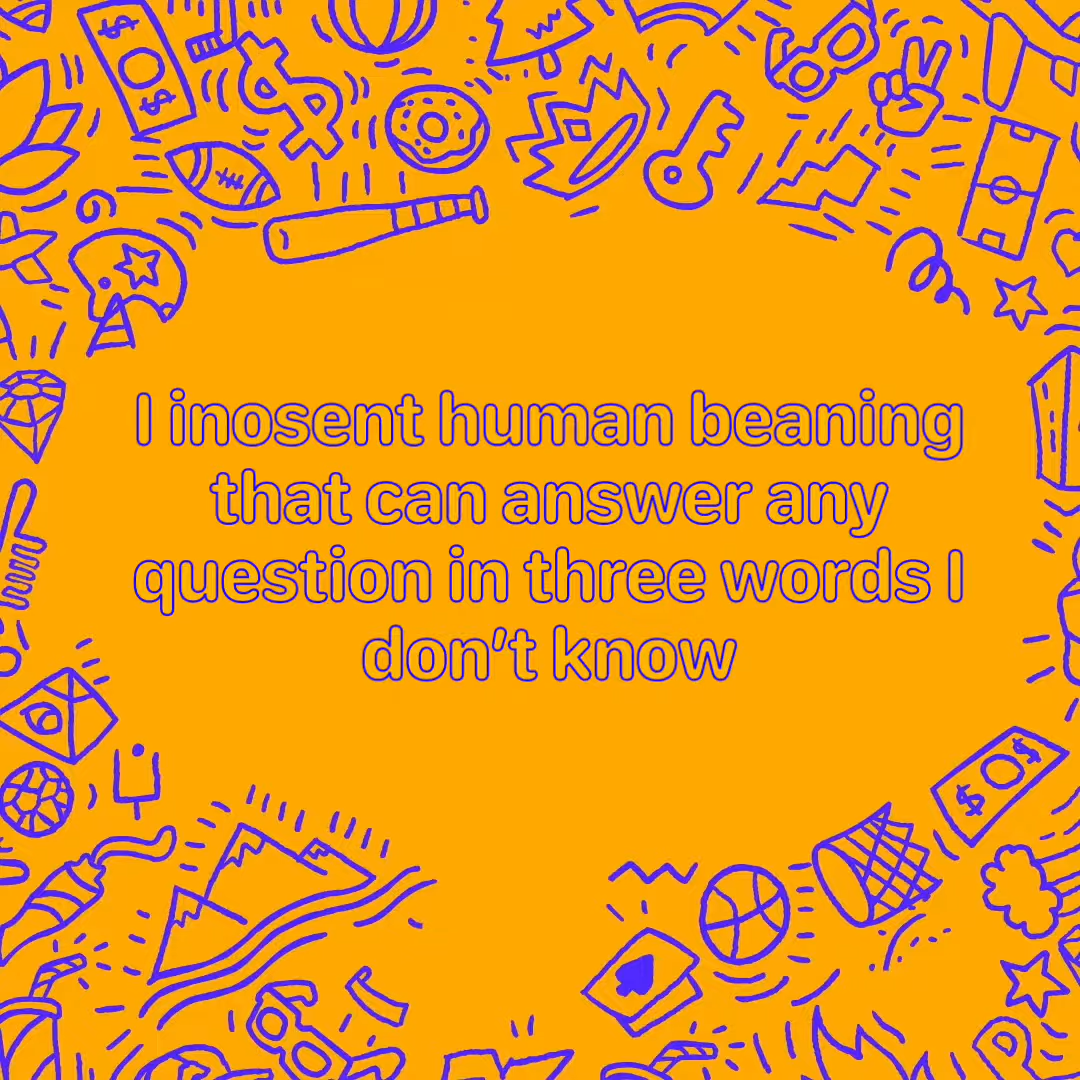 I inosent human beaning
that can answer any
question in three words I
don't know